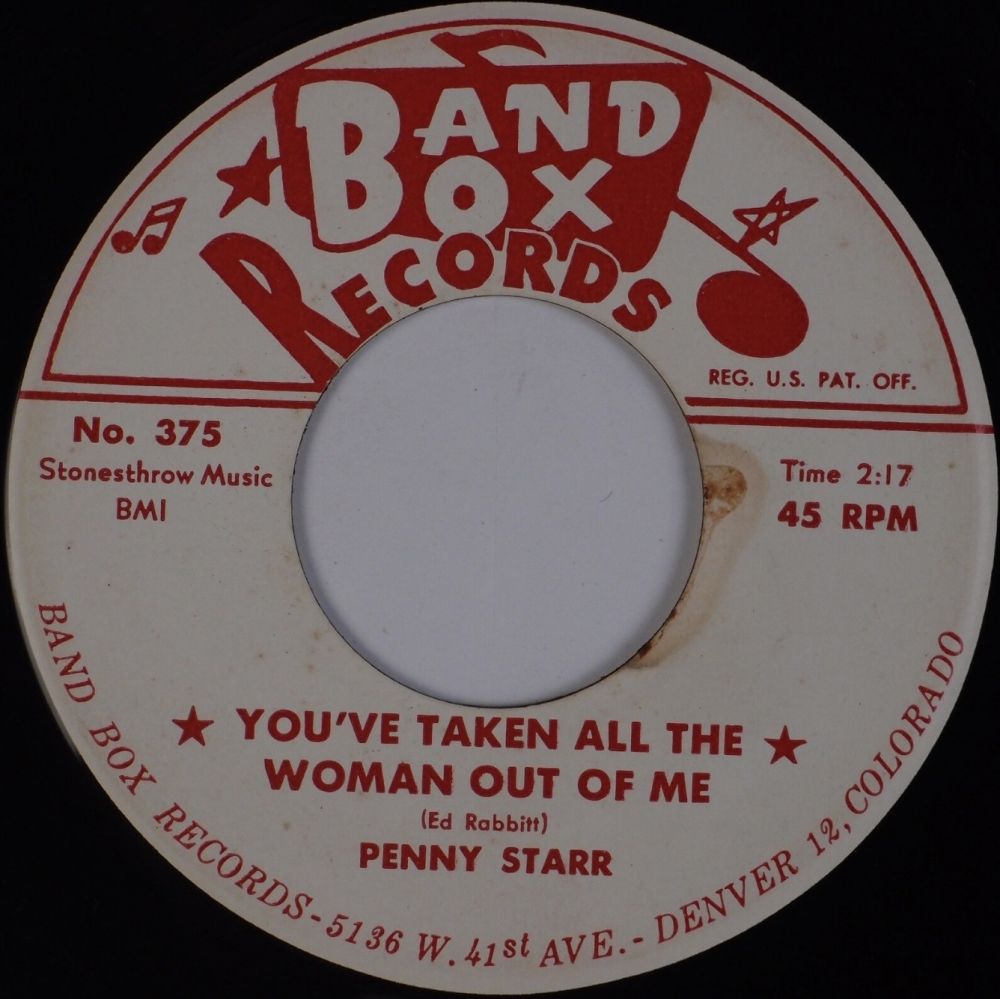 BAND
BOX
RECORDS
REG. U.S. PAT. OFF.
No. 375
Stonesthrow Music
BMI
Time 2:17
45 RPM
YOU'VE TAKEN ALL THE
WOMAN OUT OF ME
(Ed Rabbitt)
PENNY STARR
BAND BOX RECORDS-5136 W. 41st AVE.-DENVER 12, COLORADO